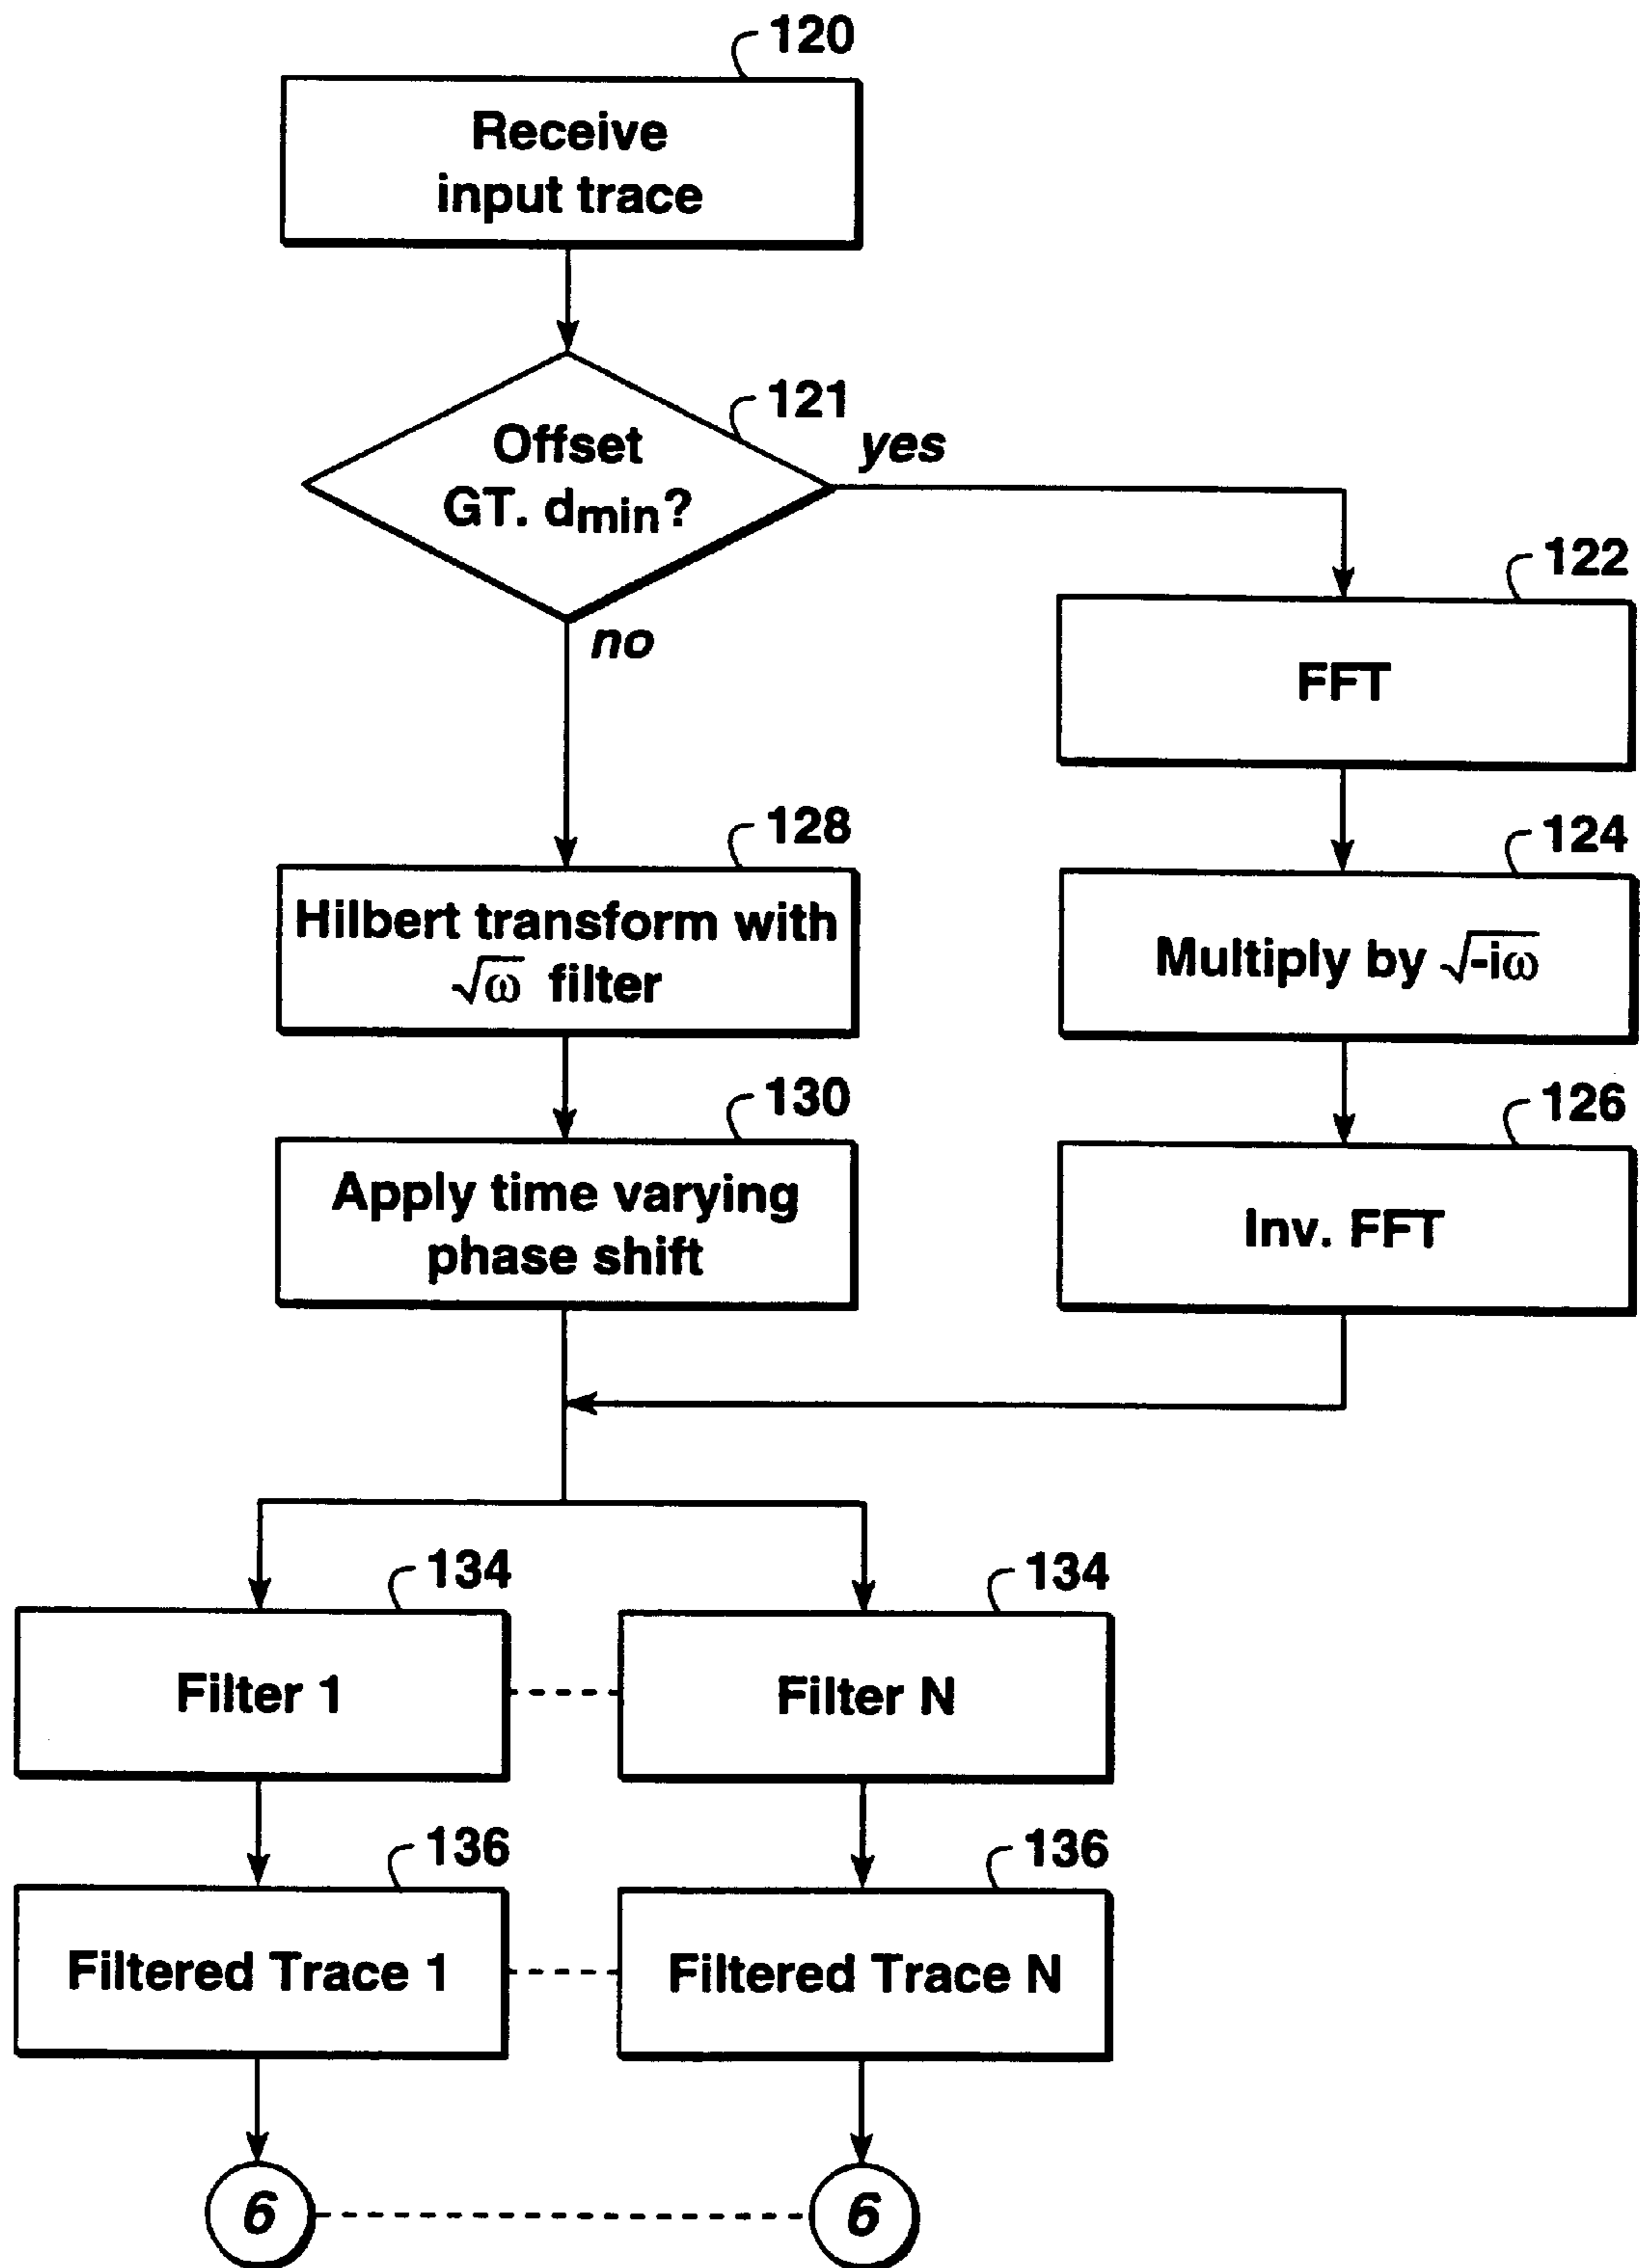 120
Receive
input trace
121
Offset
GT. dmin?
yes
no
122
FFT
128
Hilbert transform with
√ω filter
124
Multiply by √-iω
130
Apply time varying
phase shift
126
Inv. FFT
134
Filter 1
134
Filter N
136
Filtered Trace 1
136
Filtered Trace N
6
6